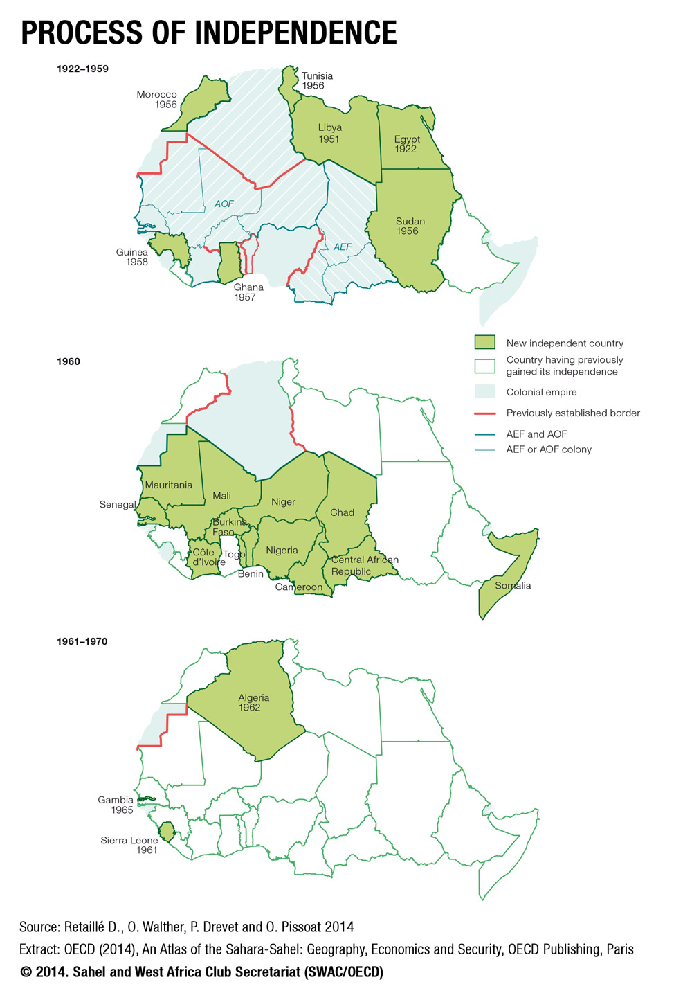 PROCESS OF INDEPENDENCE
1922–1959
Tunisia
1956
Morocco
1956
Libya
1951
Egypt
1922
AOF
Sudan
1956
AEF
Guinea
1958
Ghana
1957
New independent country
Country having previously
gained its independence
Colonial empire
Previously established border
AEF and AOF
AEF or AOF colony
1960
Mauritania
Mali
Niger
Senegal
Chad
Burkina
Faso
Nigeria
Côte
d'Ivoire
Togo
Central African
Republic
Benin
Cameroon
Somalia
1961–1970
Algeria
1962
Gambia
1965
Sierra Leone
1961
Source: Retaillé D., O. Walther, P. Drevet and O. Pissoat 2014
Extract: OECD (2014), An Atlas of the Sahara-Sahel: Geography, Economics and Security, OECD Publishing, Paris
© 2014. Sahel and West Africa Club Secretariat (SWAC/OECD)